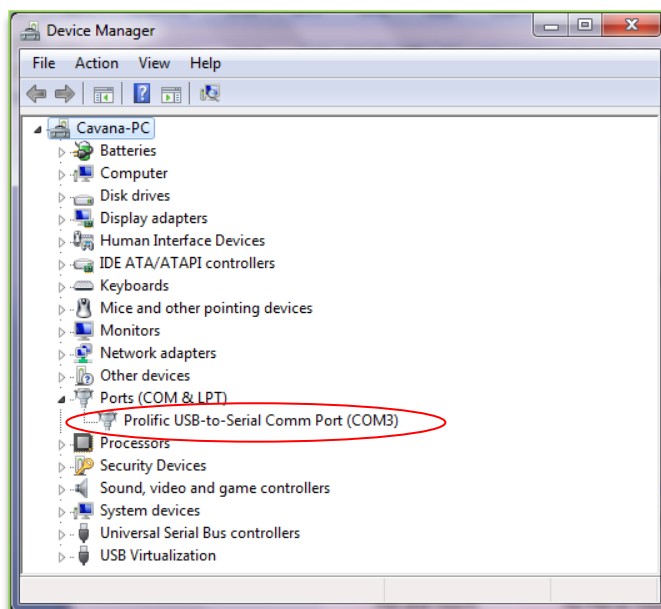 Device Manager
File Action View Help
Cavana-PC
Batteries
Computer
Disk drives
Display adapters
Human Interface Devices
IDE ATA/ATAPI controllers
Keyboards
Mice and other pointing devices
Monitors
Network adapters
Other devices
Ports (COM & LPT)
Prolific USB-to-Serial Comm Port (COM3)
Processors
Security Devices
Sound, video and game controllers
System devices
Universal Serial Bus controllers
USB Virtualization